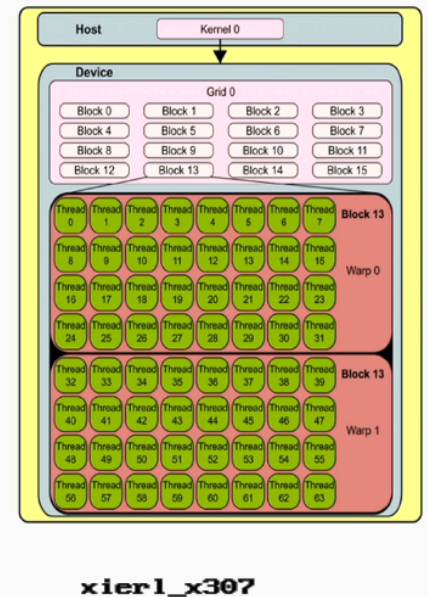 Host
Kernel 0
Device
Grid 0
Block 0 Block 1 Block 2 Block 3
Block 4 Block 5 Block 6 Block 7
Block 8 Block 9 Block 10 Block 11
Block 12 Block 13 Block 14 Block 15
Thread 0 Thread 1 Thread 2 Thread 3 Thread 4 Thread 5 Thread 6 Thread 7
Block 13
Thread 8 Thread 9 Thread 10 Thread 11 Thread 12 Thread 13 Thread 14 Thread 15
Warp 0
Thread 16 Thread 17 Thread 18 Thread 19 Thread 20 Thread 21 Thread 22 Thread 23
Thread 24 Thread 25 Thread 26 Thread 27 Thread 28 Thread 29 Thread 30 Thread 31
Thread 32 Thread 33 Thread 34 Thread 35 Thread 36 Thread 37 Thread 38 Thread 39
Block 13
Thread 40 Thread 41 Thread 42 Thread 43 Thread 44 Thread 45 Thread 46 Thread 47
Warp 1
Thread 48 Thread 49 Thread 50 Thread 51 Thread 52 Thread 53 Thread 54 Thread 55
Thread 56 Thread 57 Thread 58 Thread 59 Thread 60 Thread 61 Thread 62 Thread 63
xierl_x307